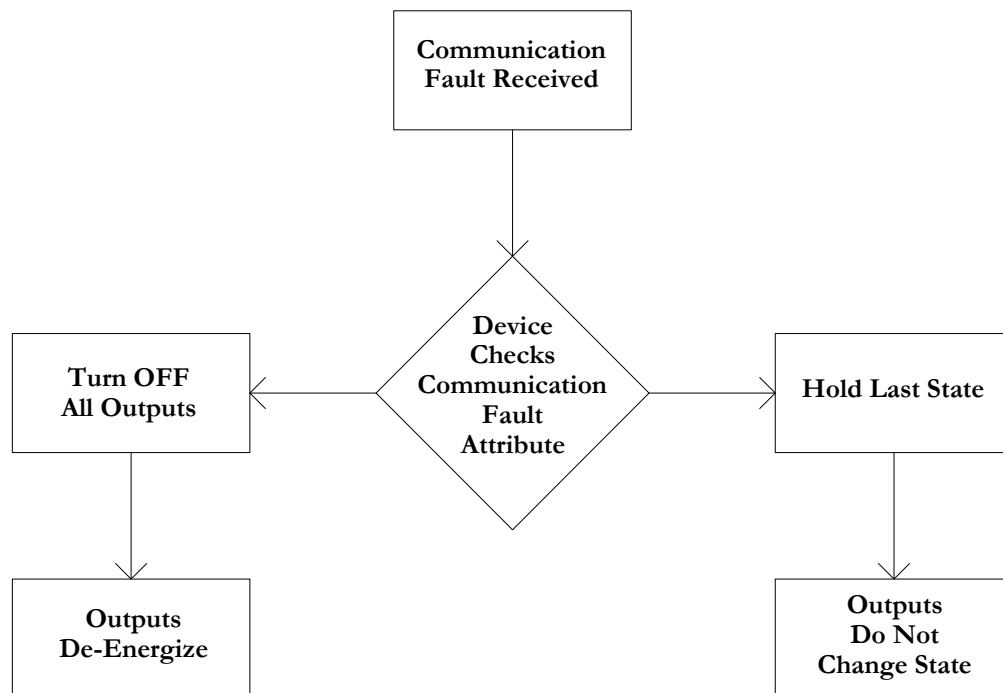 Communication
Fault Received
Device
Checks
Communication
Fault
Attribute
Turn OFF
All Outputs
Hold Last State
Outputs
De-Energize
Outputs
Do Not
Change State